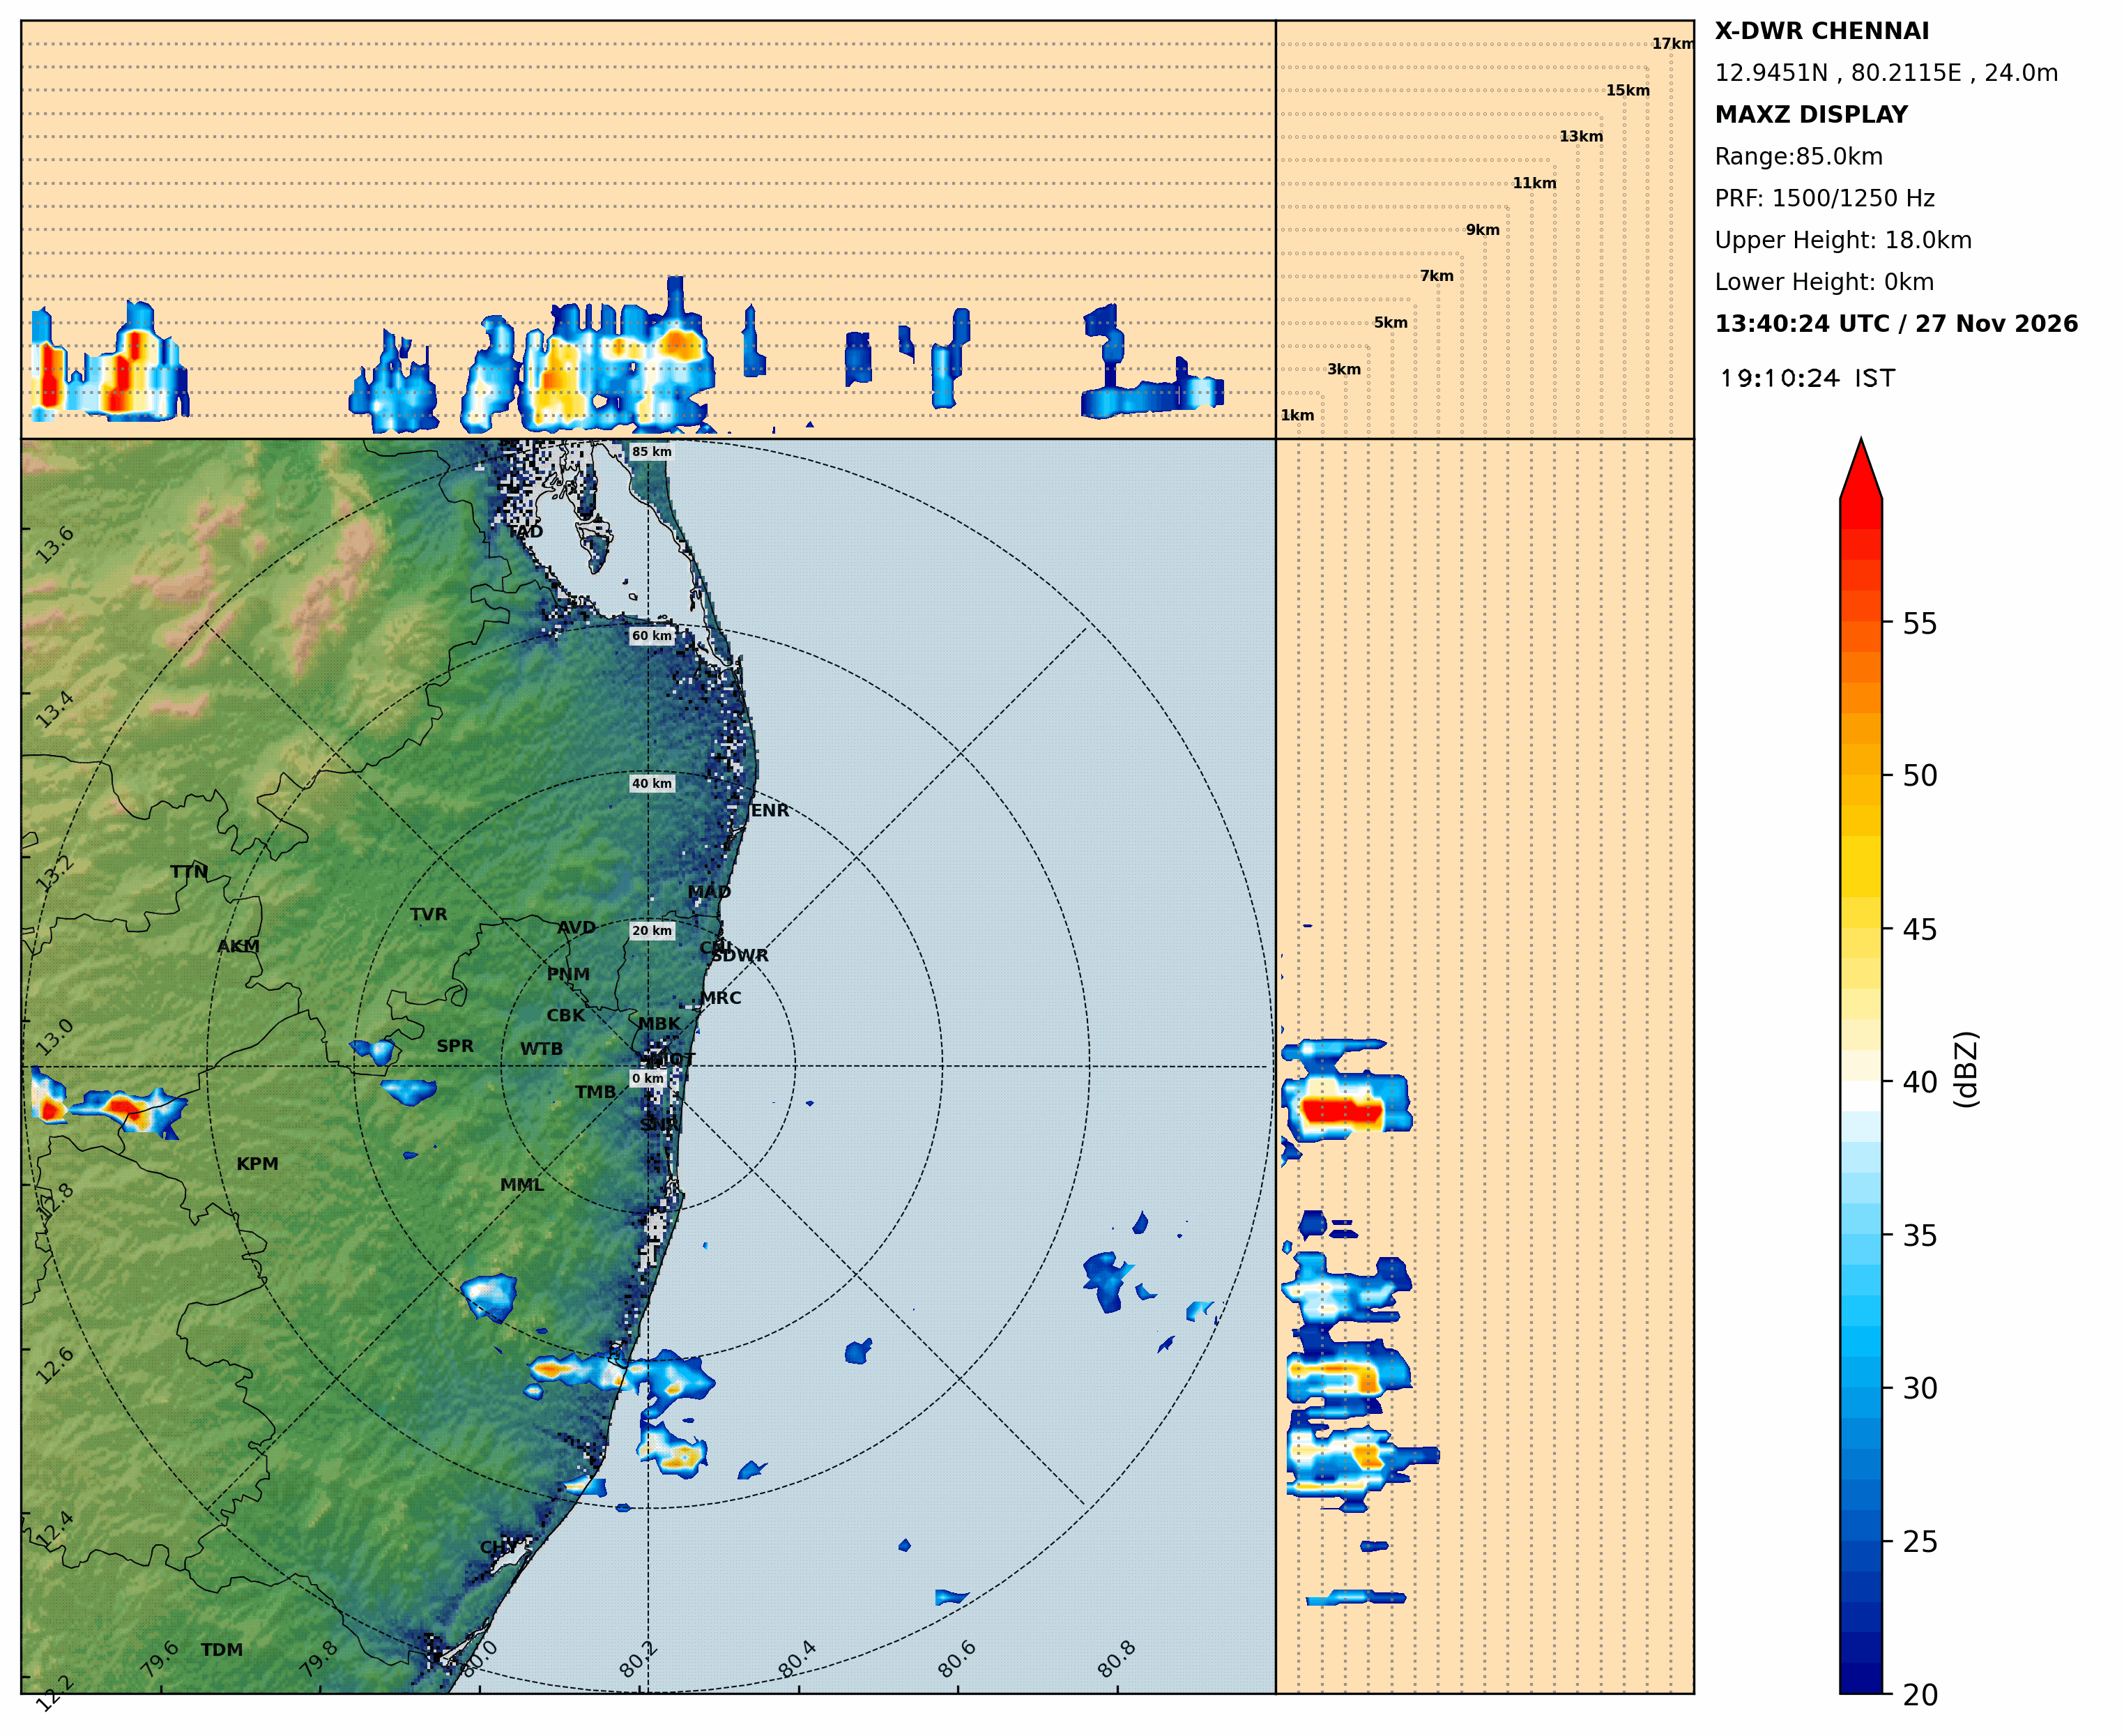 17km
15km
13km
11km
9km
7km
5km
3km
1km
X-DWR CHENNAI
12.9451N , 80.2115E , 24.0m
MAXZ DISPLAY
Range:85.0km
PRF: 1500/1250 Hz
Upper Height: 18.0km
Lower Height: 0km
13:40:24 UTC / 27 Nov 2026
19:10:24 IST
85 km
TAD
13.6
60 km
13.4
40 km
ENR
13.2
TTN
MAD
TVR
AVD
20 km
AKM
SDWR
PNM
MRC
CBK
MBK
13.0
SPR
WTB
0 km
TMB
SNR
KPM
MML
12.8
12.6
12.4
CHY
TDM
12.2
79.6
79.8
80.0
80.2
80.4
80.6
80.8
55
50
45
40
35
30
25
20
(dBZ)